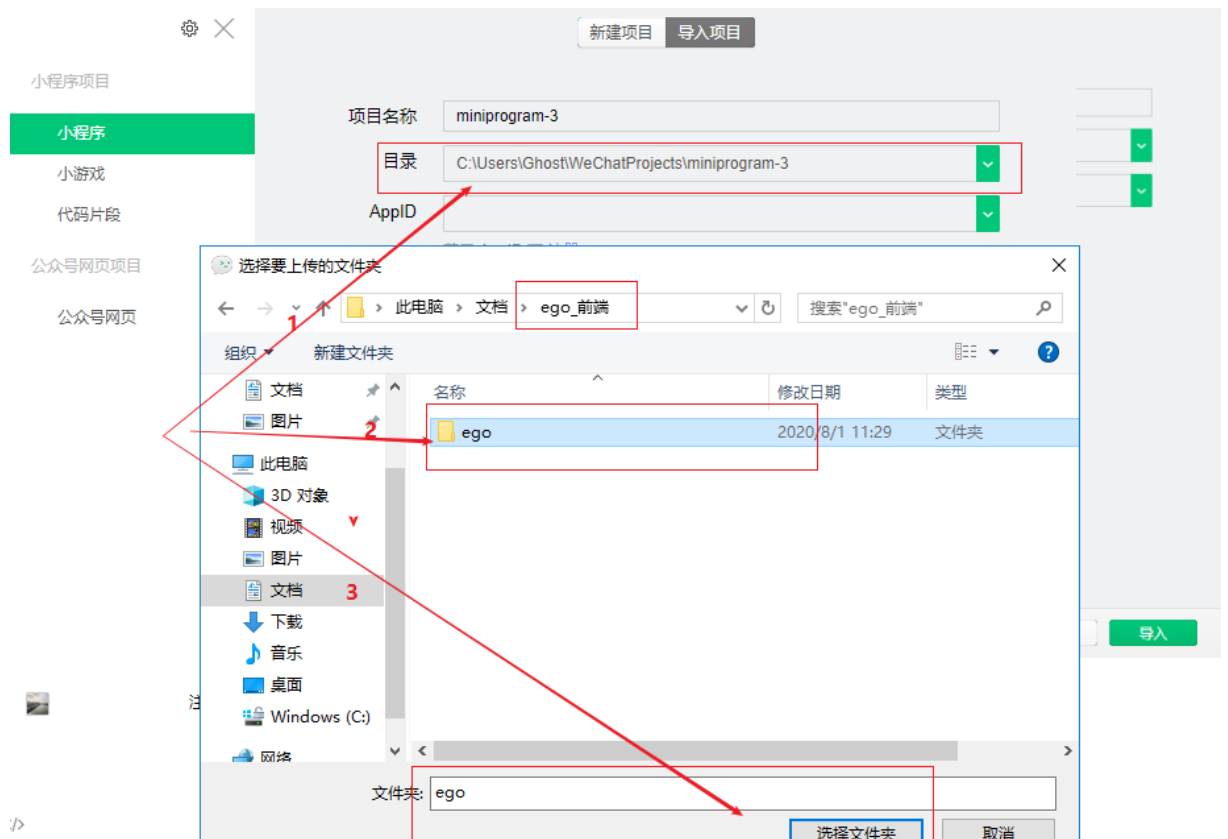 新建项目 导入项目
小程序项目
小程序
小游戏
代码片段
公众号网页项目
公众号网页
项目名称 miniprogram-3
目录 C:\Users\Ghost\WeChatProjects\miniprogram-3
AppID
选择要上传的文件夹
此电脑 > 文档 > ego_前端
搜索"ego_前端"
1
组织 新建文件夹
名称 修改日期 类型
ego 2020/8/1 11:29 文件夹
文档
图片
2
此电脑
3D 对象
视频
图片
文档
3
下载
音乐
桌面
Windows (C:)
网络
文件夹: ego
选择文件夹 取消
导入
注